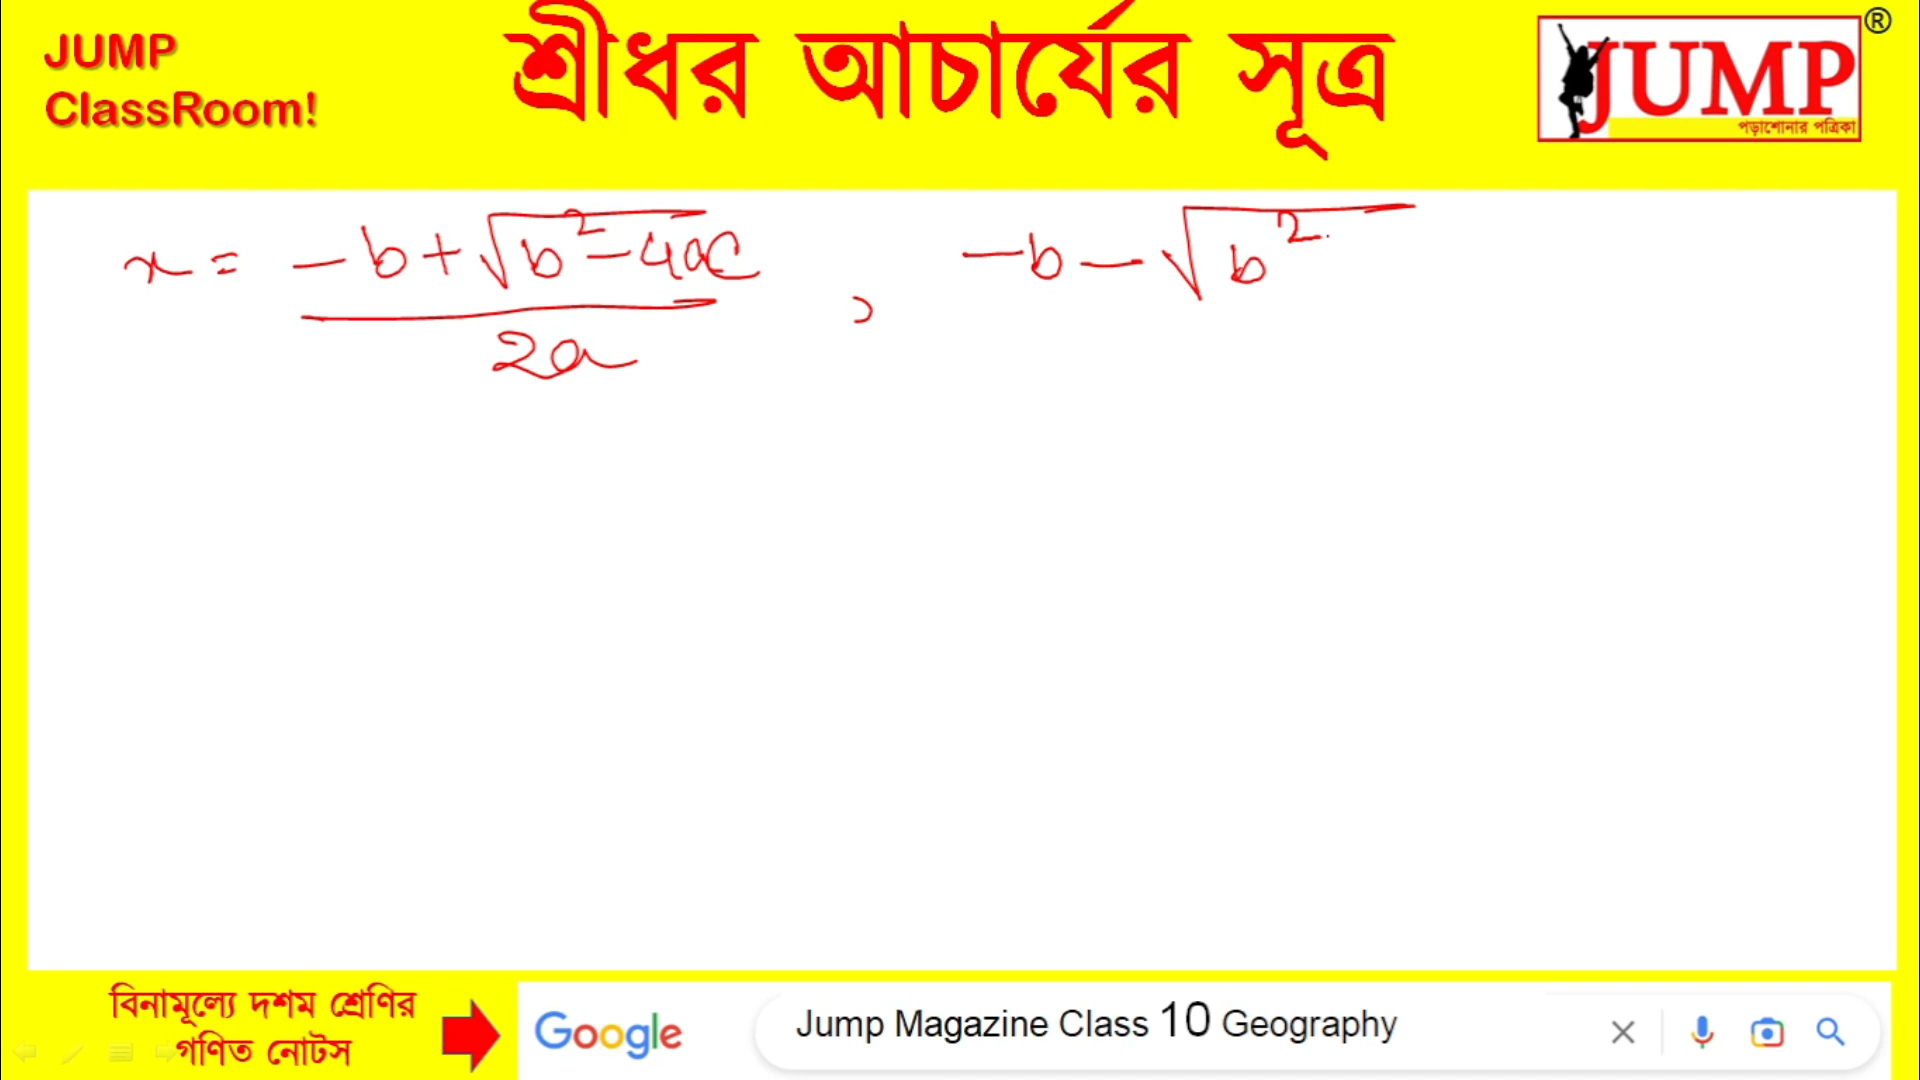 JUMP
ClassRoom!
শ্রীধর আচার্যের সূত্র
JUMP ®
পড়াশোনার পত্রিকা
x = -b+√b²-4ac / 2a , -b-√b²
বিনামূল্যে দশম শ্রেণির
গণিত নোটস
Google
Jump Magazine Class 10 Geography